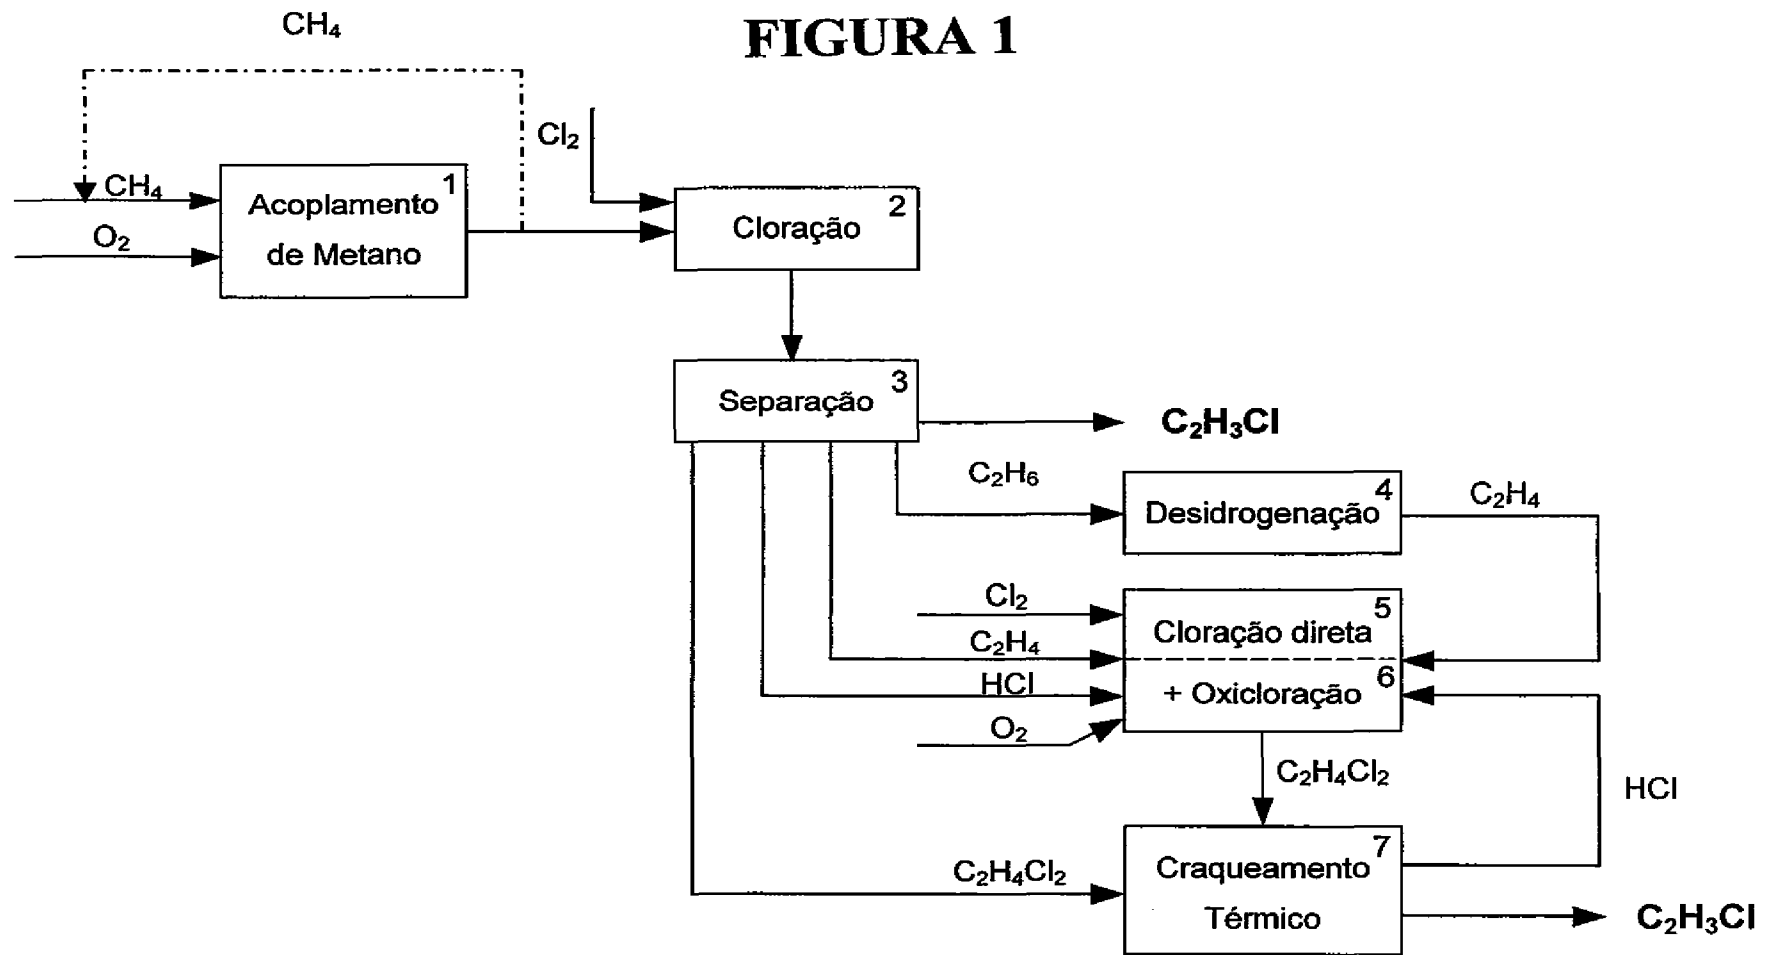 CH₄
FIGURA 1
Cl₂
CH₄
O₂
1
Acoplamento
de Metano
2
Cloração
3
Separação
C₂H₃Cl
C₂H₆
4
Desidrogenação
C₂H₄
Cl₂
C₂H₄
HCl
O₂
5
Cloração direta
6
+ Oxicloração
C₂H₄Cl₂
HCl
C₂H₄Cl₂
7
Craqueamento
Térmico
C₂H₃Cl